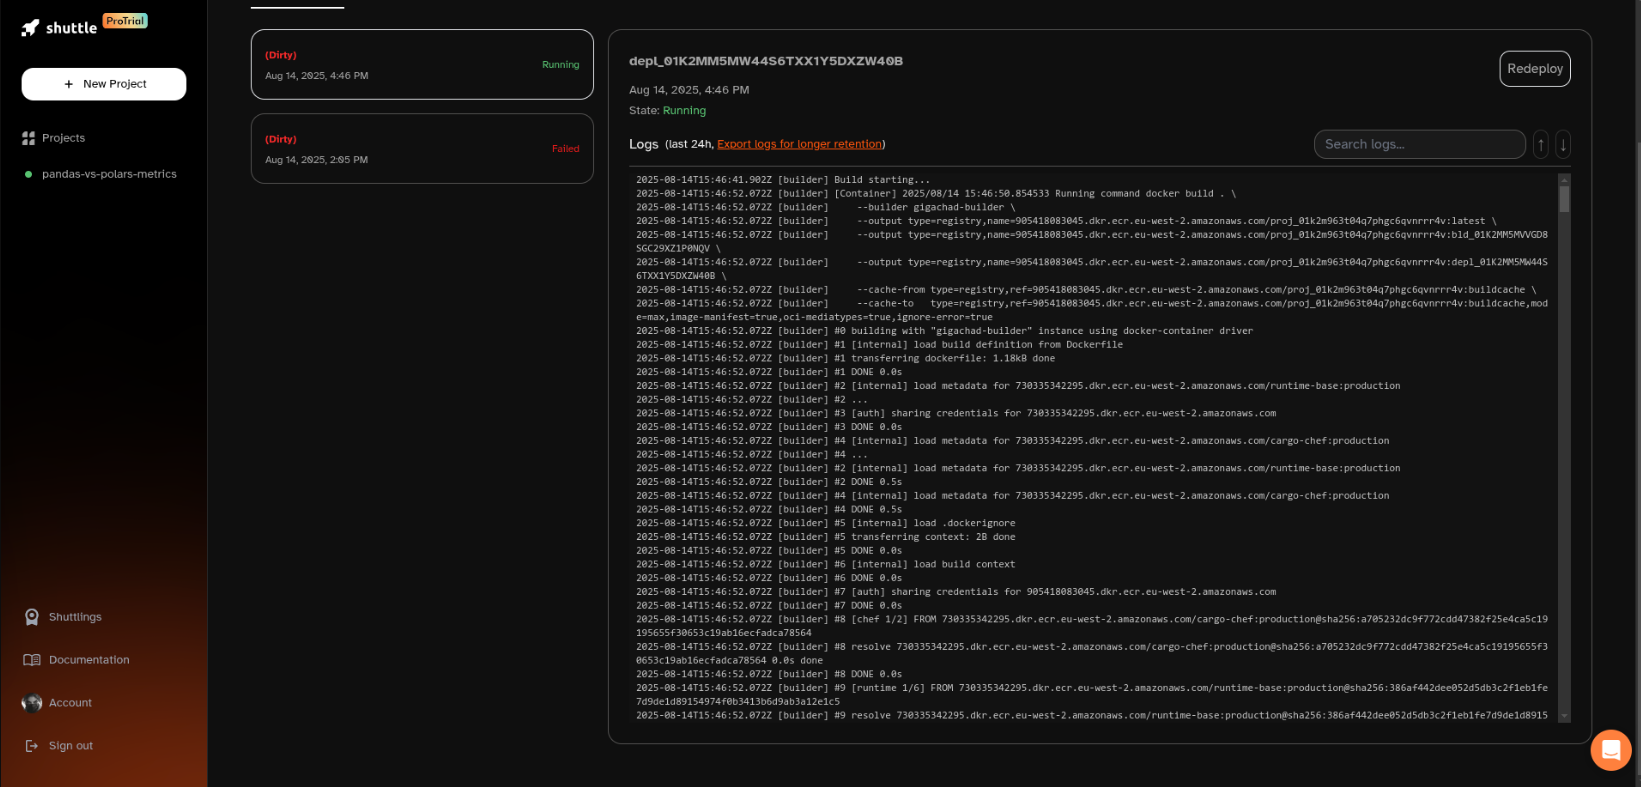 shuttle
ProTrial
+ New Project
Projects
pandas-vs-polars-metrics
Shuttlings
Documentation
Account
Sign out
(Dirty)
Aug 14, 2025, 4:46 PM
Running
(Dirty)
Aug 14, 2025, 2:05 PM
Failed
depl_01K2MM5MW44S6TXX1Y5DXZW40B
Redeploy
Aug 14, 2025, 4:46 PM
State: Running
Logs (last 24h, Export logs for longer retention)
Search logs...
↑ ↓
2025-08-14T15:46:41.902Z [builder] Build starting...
2025-08-14T15:46:52.072Z [builder] [Container] 2025/08/14 15:46:50.854533 Running command docker build . \
2025-08-14T15:46:52.072Z [builder]     --builder gigachad-builder \
2025-08-14T15:46:52.072Z [builder]     --output type=registry,name=905418083045.dkr.ecr.eu-west-2.amazonaws.com/proj_01k2m963t04q7phgc6qvnrrr4v:latest \
2025-08-14T15:46:52.072Z [builder]     --output type=registry,name=905418083045.dkr.ecr.eu-west-2.amazonaws.com/proj_01k2m963t04q7phgc6qvnrrr4v:bld_01K2MM5MVVGD8
SGC29XZ1P0NQV \
2025-08-14T15:46:52.072Z [builder]     --output type=registry,name=905418083045.dkr.ecr.eu-west-2.amazonaws.com/proj_01k2m963t04q7phgc6qvnrrr4v:depl_01K2MM5MW44S
6TXX1Y5DXZW40B \
2025-08-14T15:46:52.072Z [builder]     --cache-from type=registry,ref=905418083045.dkr.ecr.eu-west-2.amazonaws.com/proj_01k2m963t04q7phgc6qvnrrr4v:buildcache \
2025-08-14T15:46:52.072Z [builder]     --cache-to   type=registry,ref=905418083045.dkr.ecr.eu-west-2.amazonaws.com/proj_01k2m963t04q7phgc6qvnrrr4v:buildcache,mod
e=max,image-manifest=true,oci-mediatypes=true,ignore-error=true
2025-08-14T15:46:52.072Z [builder] #0 building with "gigachad-builder" instance using docker-container driver
2025-08-14T15:46:52.072Z [builder] #1 [internal] load build definition from Dockerfile
2025-08-14T15:46:52.072Z [builder] #1 transferring dockerfile: 1.18kB done
2025-08-14T15:46:52.072Z [builder] #1 DONE 0.0s
2025-08-14T15:46:52.072Z [builder] #2 [internal] load metadata for 730335342295.dkr.ecr.eu-west-2.amazonaws.com/runtime-base:production
2025-08-14T15:46:52.072Z [builder] #2 ...
2025-08-14T15:46:52.072Z [builder] #3 [auth] sharing credentials for 730335342295.dkr.ecr.eu-west-2.amazonaws.com
2025-08-14T15:46:52.072Z [builder] #3 DONE 0.0s
2025-08-14T15:46:52.072Z [builder] #4 [internal] load metadata for 730335342295.dkr.ecr.eu-west-2.amazonaws.com/cargo-chef:production
2025-08-14T15:46:52.072Z [builder] #4 ...
2025-08-14T15:46:52.072Z [builder] #2 [internal] load metadata for 730335342295.dkr.ecr.eu-west-2.amazonaws.com/runtime-base:production
2025-08-14T15:46:52.072Z [builder] #2 DONE 0.5s
2025-08-14T15:46:52.072Z [builder] #4 [internal] load metadata for 730335342295.dkr.ecr.eu-west-2.amazonaws.com/cargo-chef:production
2025-08-14T15:46:52.072Z [builder] #4 DONE 0.5s
2025-08-14T15:46:52.072Z [builder] #5 [internal] load .dockerignore
2025-08-14T15:46:52.072Z [builder] #5 transferring context: 2B done
2025-08-14T15:46:52.072Z [builder] #5 DONE 0.0s
2025-08-14T15:46:52.072Z [builder] #6 [internal] load build context
2025-08-14T15:46:52.072Z [builder] #6 DONE 0.0s
2025-08-14T15:46:52.072Z [builder] #7 [auth] sharing credentials for 905418083045.dkr.ecr.eu-west-2.amazonaws.com
2025-08-14T15:46:52.072Z [builder] #7 DONE 0.0s
2025-08-14T15:46:52.072Z [builder] #8 [chef 1/2] FROM 730335342295.dkr.ecr.eu-west-2.amazonaws.com/cargo-chef:production@sha256:a705232dc9f772cdd47382f25e4ca5c19
195655f30653c19ab16ecfadca78564
2025-08-14T15:46:52.072Z [builder] #8 resolve 730335342295.dkr.ecr.eu-west-2.amazonaws.com/cargo-chef:production@sha256:a705232dc9f772cdd47382f25e4ca5c19195655f3
0653c19ab16ecfadca78564 0.0s done
2025-08-14T15:46:52.072Z [builder] #8 DONE 0.0s
2025-08-14T15:46:52.072Z [builder] #9 [runtime 1/6] FROM 730335342295.dkr.ecr.eu-west-2.amazonaws.com/runtime-base:production@sha256:386af442dee052d5db3c2f1eb1fe
7d9de1d89154974f0b3413b6d9ab3a12e1c5
2025-08-14T15:46:52.072Z [builder] #9 resolve 730335342295.dkr.ecr.eu-west-2.amazonaws.com/runtime-base:production@sha256:386af442dee052d5db3c2f1eb1fe7d9de1d8915